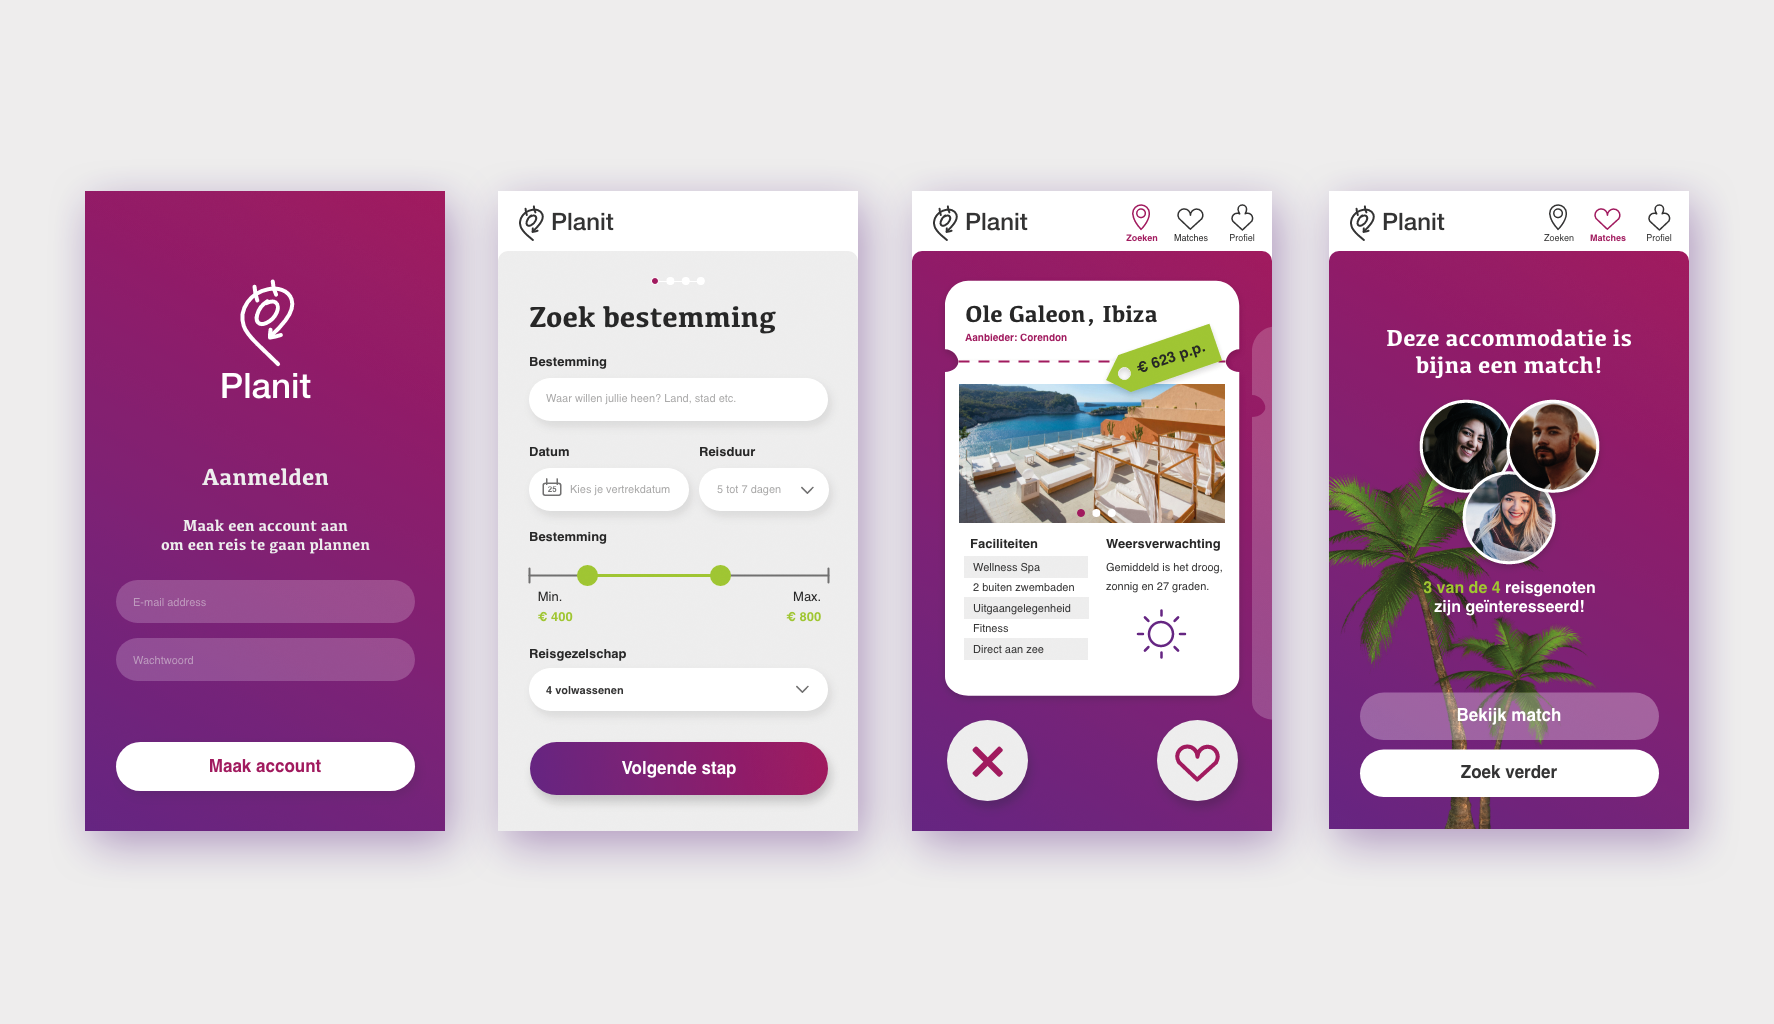 Planit
Aanmelden
Maak een account aan
om een reis te gaan plannen
E-mail address
Wachtwoord
Maak account
Planit
Zoek bestemming
Bestemming
Waar willen jullie heen? Land, stad etc.
Datum
Reisduur
25
Kies je vertrekdatum
5 tot 7 dagen
Bestemming
Min.
Max.
€ 400
€ 800
Reisgezelschap
4 volwassenen
Volgende stap
Planit
Zoeken
Matches
Profiel
Ole Galeon, Ibiza
Aanbieder: Corendon
€ 623 p.p.
Faciliteiten
Wellness Spa
2 buiten zwembaden
Uitgaangelegenheid
Fitness
Direct aan zee
Weersverwachting
Gemiddeld is het droog,
zonnig en 27 graden.
Planit
Zoeken
Matches
Profiel
Deze accommodatie is
bijna een match!
3 van de 4 reisgenoten
zijn geïnteresseerd!
Bekijk match
Zoek verder